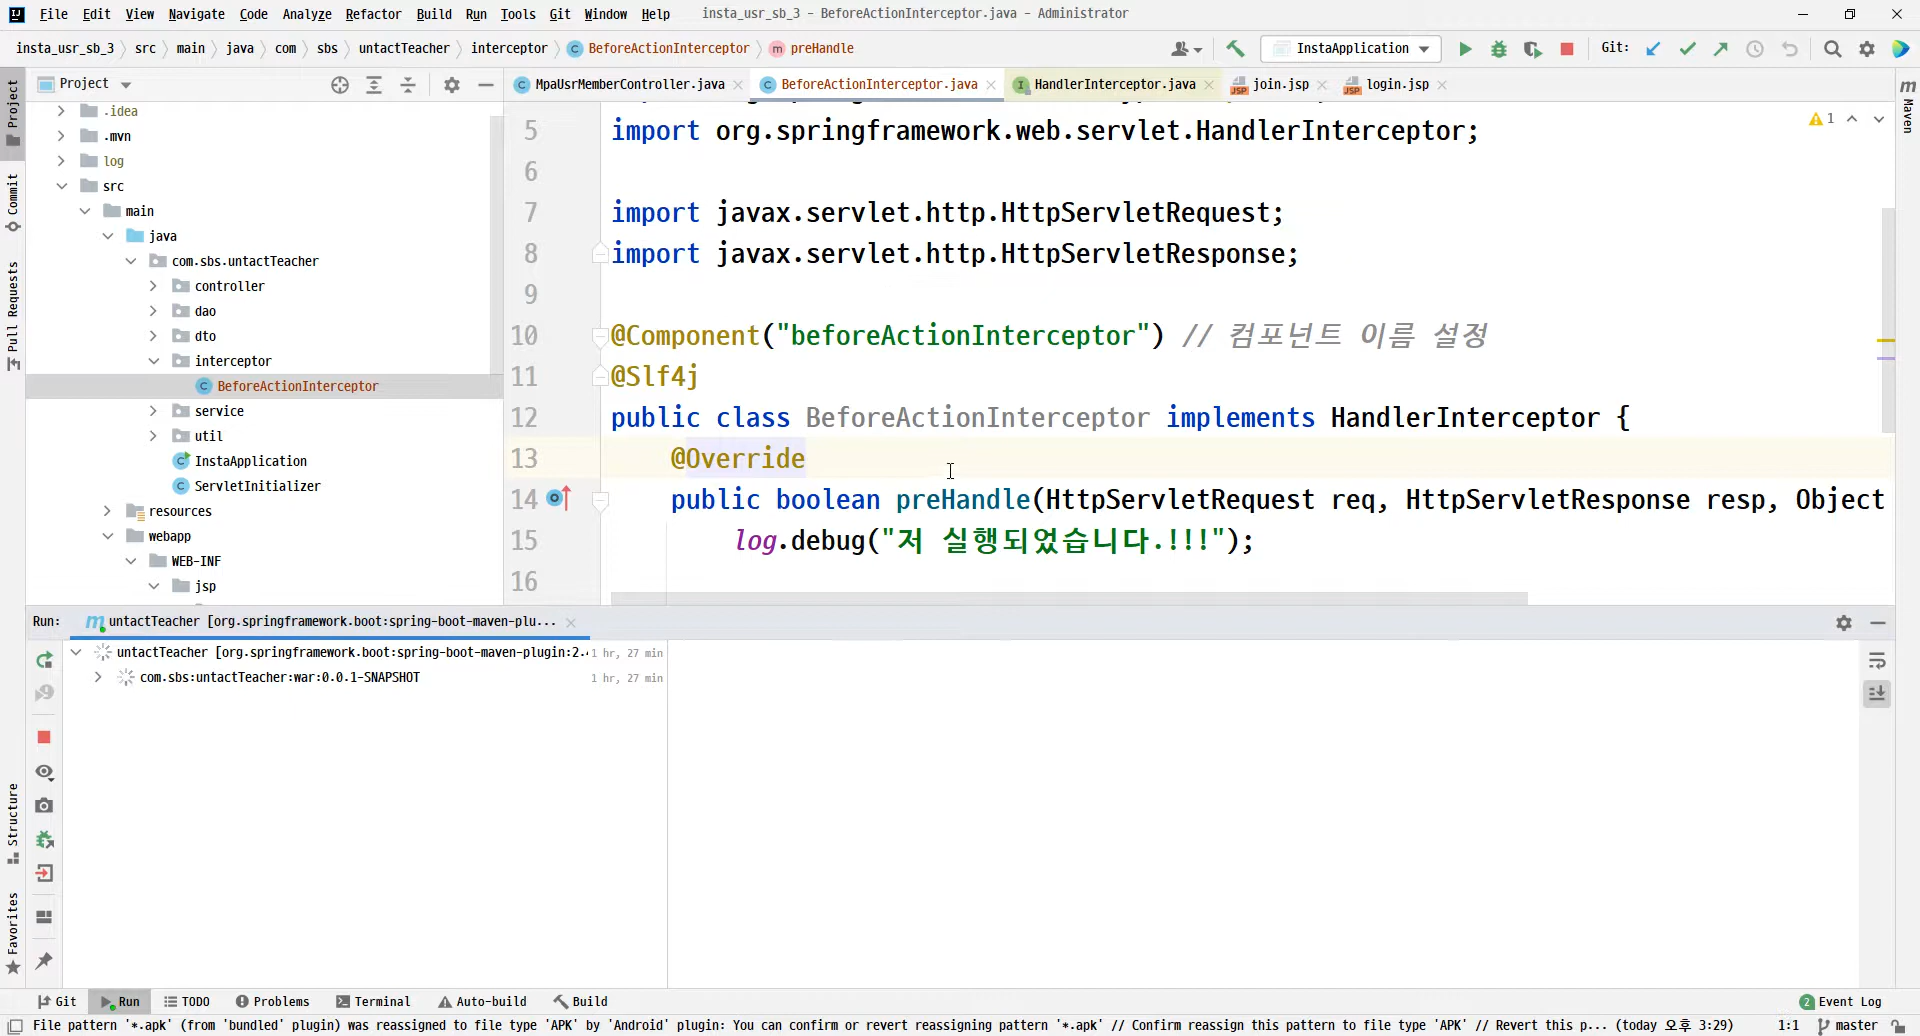 File Edit View Navigate Code Analyze Refactor Build Run Tools Git Window Help insta_usr_sb_3 - BeforeActionInterceptor.java - Administrator
insta_usr_sb_3 src main java com sbs untactTeacher interceptor BeforeActionInterceptor preHandle InstaApplication Git:
Project MpaUsrMemberController.java BeforeActionInterceptor.java HandlerInterceptor.java join.jsp login.jsp
Project
Commit
Pull Requests
Structure
Favorites
Maven
.idea
.mvn
log
src
main
java
com.sbs.untactTeacher
controller
dao
dto
interceptor
BeforeActionInterceptor
service
util
InstaApplication
ServletInitializer
resources
webapp
WEB-INF
jsp
1
5 import org.springframework.web.servlet.HandlerInterceptor;
6
7 import javax.servlet.http.HttpServletRequest;
8 import javax.servlet.http.HttpServletResponse;
9
10 @Component("beforeActionInterceptor") // 컴포넌트 이름 설정
11 @Slf4j
12 public class BeforeActionInterceptor implements HandlerInterceptor {
13 @Override
14 public boolean preHandle(HttpServletRequest req, HttpServletResponse resp, Object
15 log.debug("저 실행되었습니다.!!!");
16
Run: untactTeacher [org.springframework.boot:spring-boot-maven-plu...
untactTeacher [org.springframework.boot:spring-boot-maven-plugin:2. 1 hr, 27 min
com.sbs:untactTeacher:war:0.0.1-SNAPSHOT 1 hr, 27 min
Git Run TODO Problems Terminal Auto-build Build 2 Event Log
File pattern '*.apk' (from 'bundled' plugin) was reassigned to file type 'APK' by 'Android' plugin: You can confirm or revert reassigning pattern '*.apk' // Confirm reassign this pattern to file type 'APK' // Revert this p... (today 오후 3:29) 1:1 master